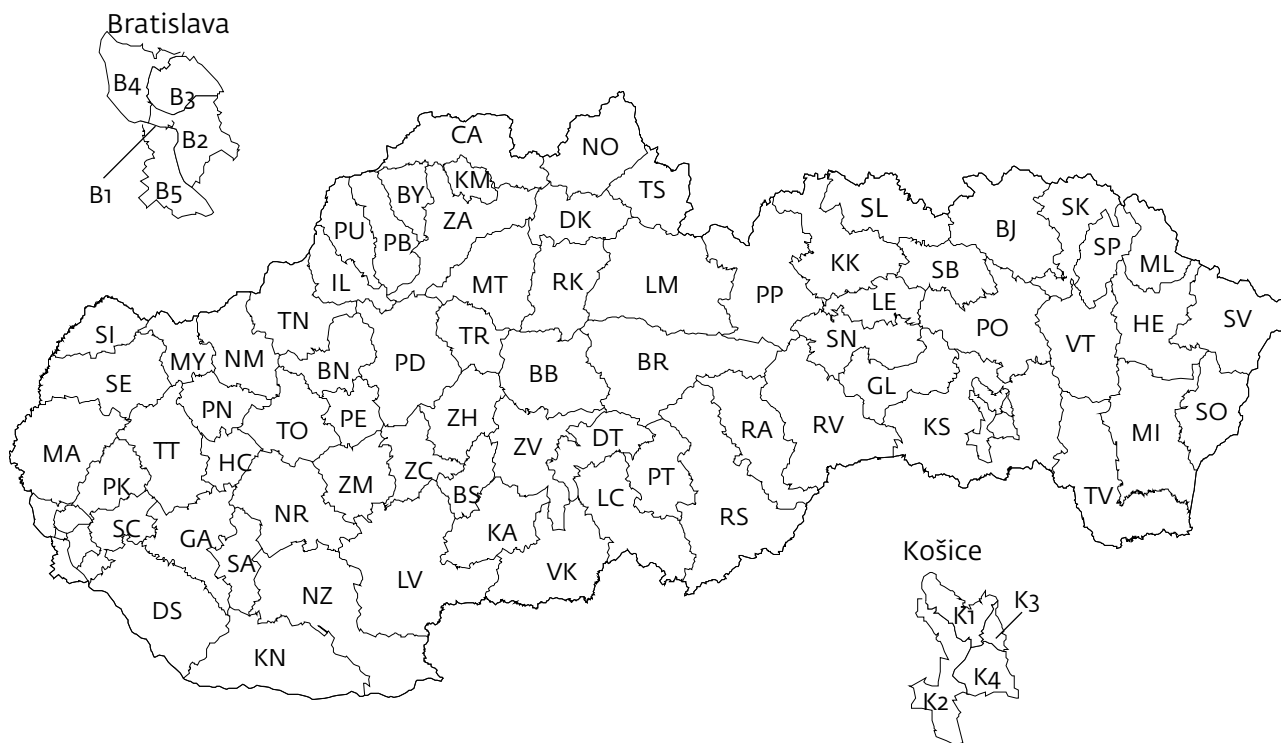 Bratislava
B4
B3
B2
B1
B5
CA
NO
KM
TS
BY
SL
SK
PU
ZA
DK
BJ
PB
SP
KK
SB
ML
IL
MT
RK
LM
PP
LE
SI
TN
TR
PO
HE
SV
MY
NM
SN
VT
BN
PD
BB
BR
SE
GL
PN
PE
ZH
SO
TO
DT
RA
RV
KS
MI
TT
ZV
MA
HC
ZC
PT
PK
ZM
BS
LC
TV
NR
RS
SC
GA
KA
SA
LV
VK
NZ
DS
KN
Košice
K1
K3
K4
K2